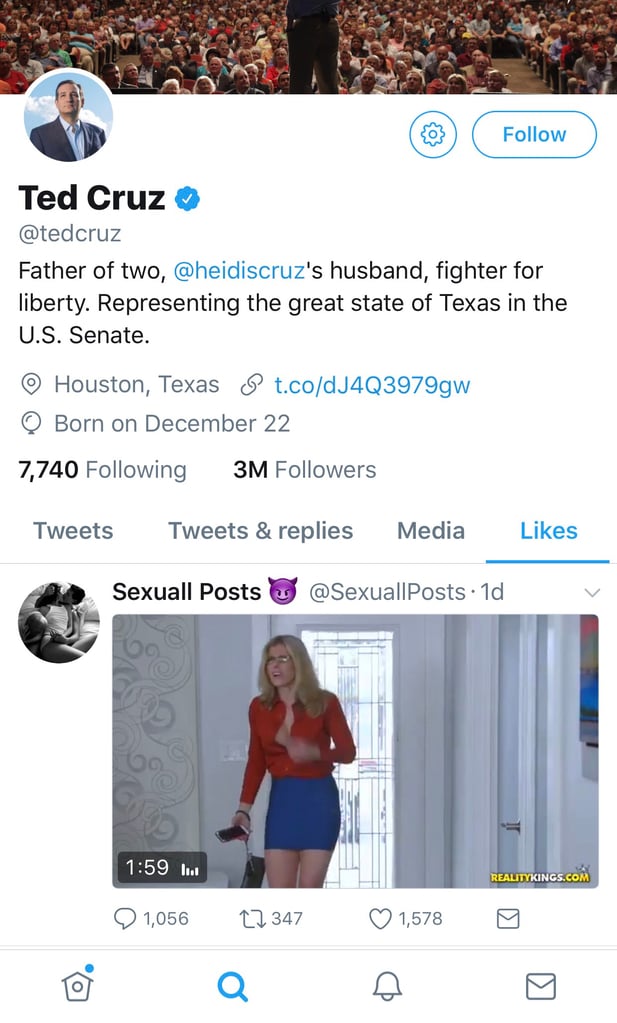 Follow
Ted Cruz
@tedcruz
Father of two, @heidiscruz's husband, fighter for
liberty. Representing the great state of Texas in the
U.S. Senate.
Houston, Texas t.co/dJ4Q3979gw
Born on December 22
7,740 Following 3M Followers
Tweets Tweets & replies Media Likes
Sexuall Posts 😈 @SexuallPosts · 1d
1:59
REALITYKINGS.COM
1,056 347 1,578